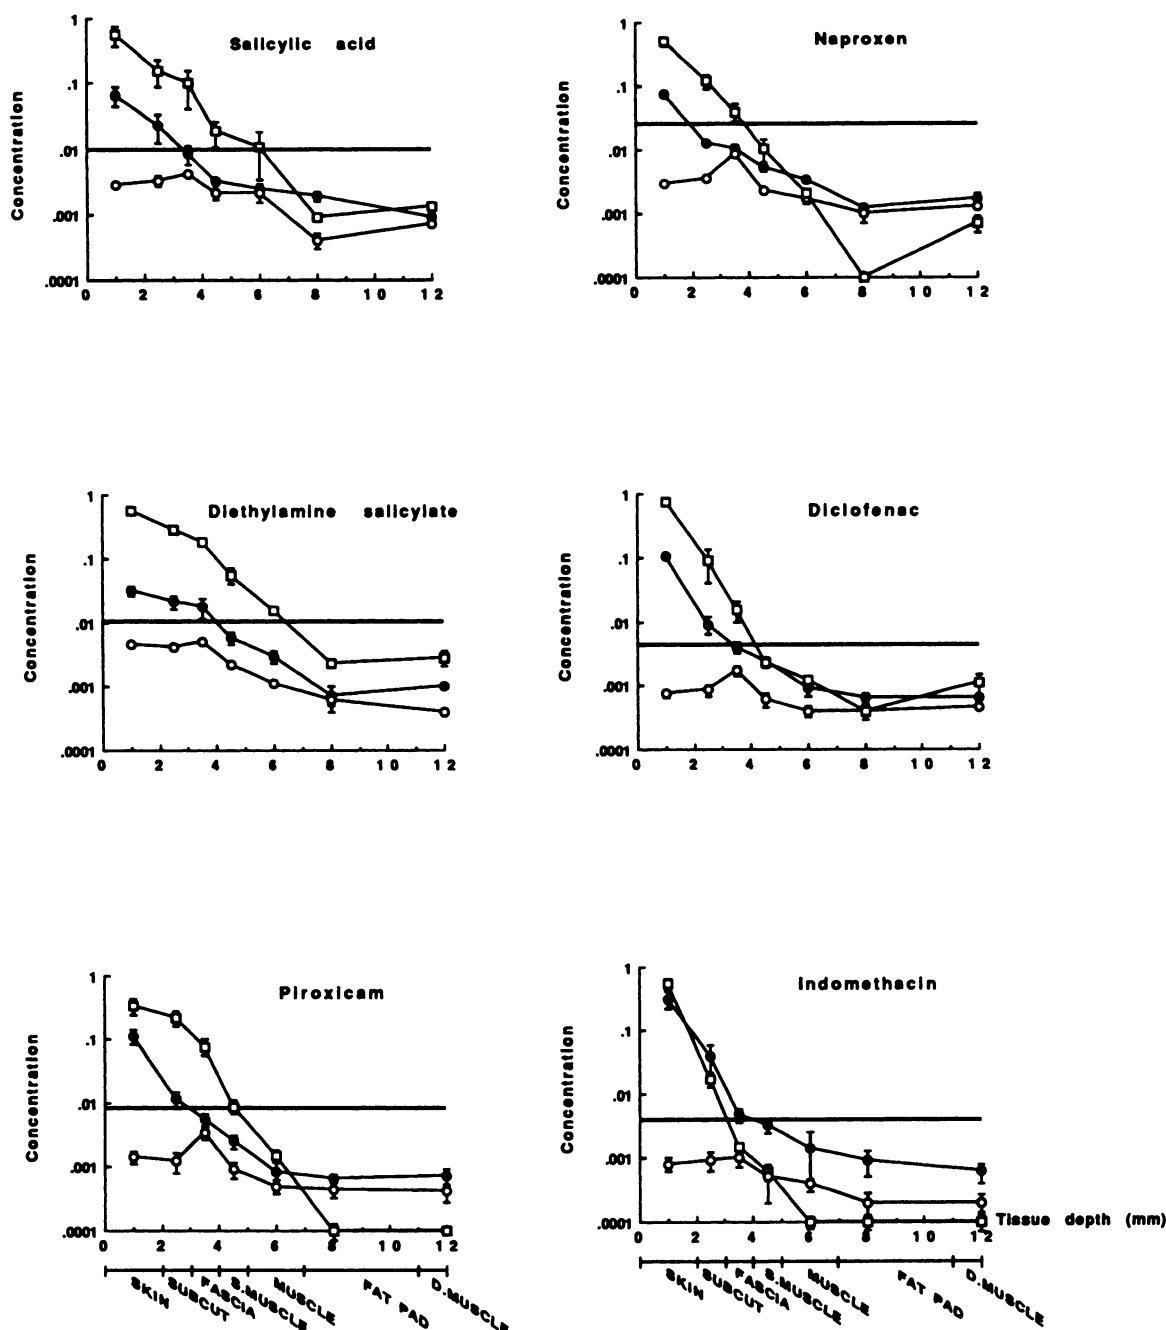 Salicylic acid
Concentration
1
.1
.01
.001
.0001
0 2 4 6 8 10 12
Naproxen
Concentration
1
.1
.01
.001
.0001
0 2 4 6 8 10 12
Diethylamine salicylate
Concentration
1
.1
.01
.001
.0001
0 2 4 6 8 10 12
Diclofenac
Concentration
1
.1
.01
.001
.0001
0 2 4 6 8 10 12
Piroxicam
Concentration
1
.1
.01
.001
.0001
0 2 4 6 8 10 12
SKIN
SUBCUT
FASCIA
S.MUSCLE
MUSCLE
FAT PAD
D.MUSCLE
Indomethacin
Concentration
1
.1
.01
.001
.0001
0 2 4 6 8 10 12
Tissue depth (mm)
SKIN
SUBCUT
FASCIA
S.MUSCLE
MUSCLE
FAT PAD
D.MUSCLE